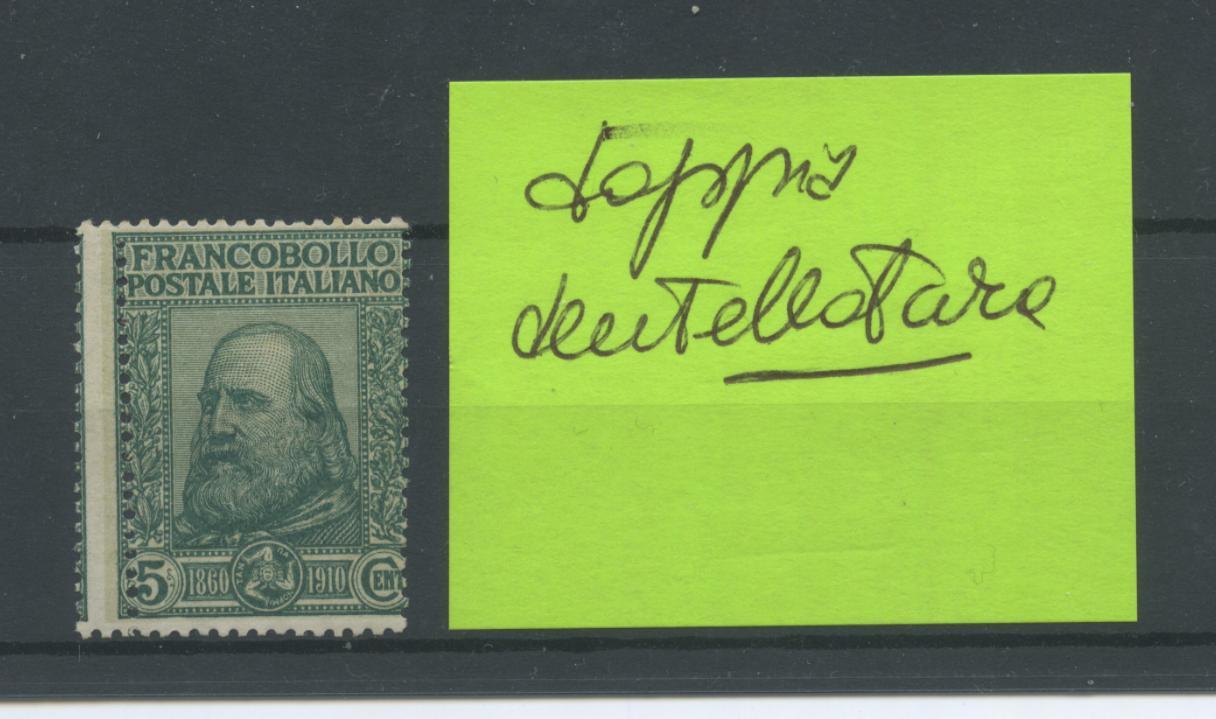 FRANCOBOLLO
POSTALE ITALIANO
5 C. 1860 1910 CENT
doppia
dentellatura